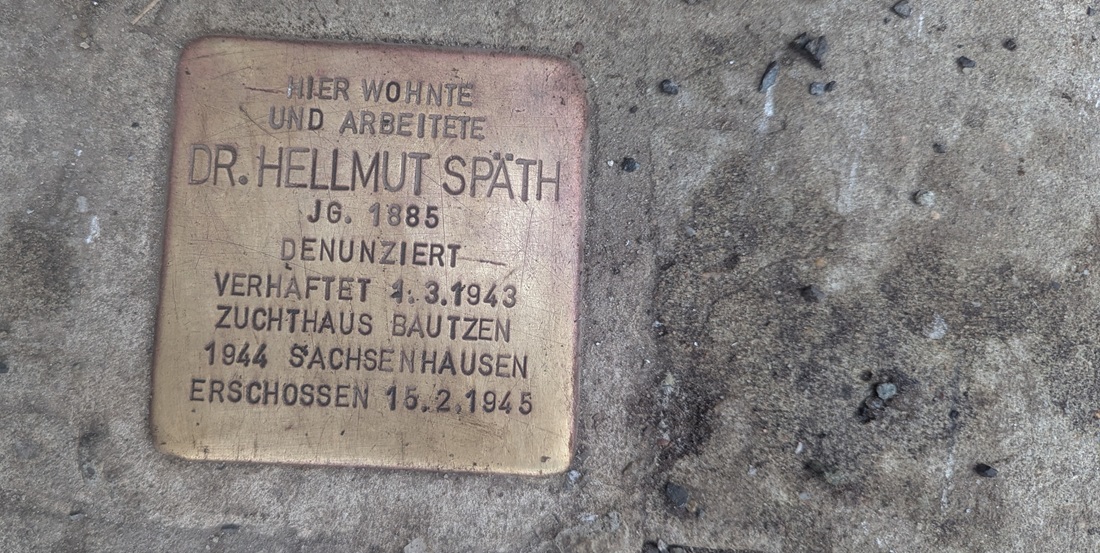 HIER WOHNTE
UND ARBEITETE
DR. HELLMUT SPÄTH
JG. 1885
DENUNZIERT
VERHAFTET 1.3.1943
ZUCHTHAUS BAUTZEN
1944 SACHSENHAUSEN
ERSCHOSSEN 15.2.1945